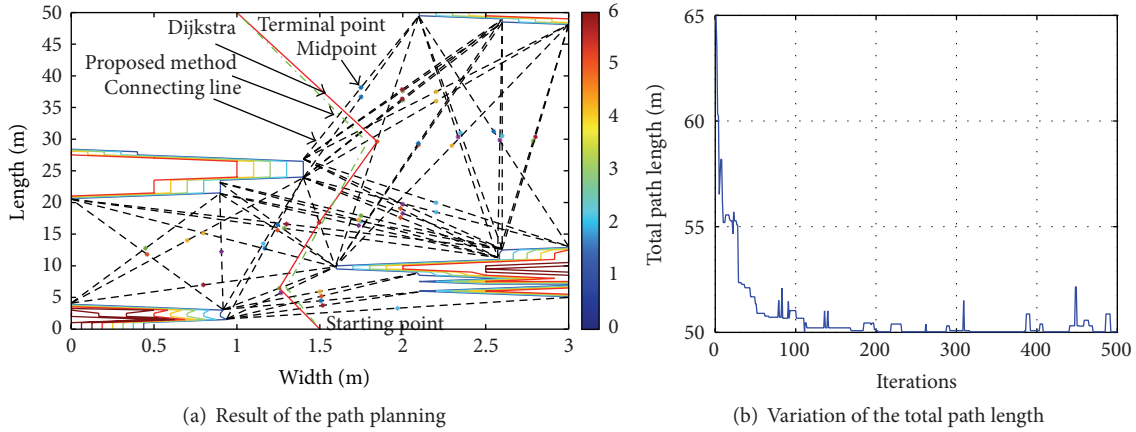 Length (m)
50
45
40
35
30
25
20
15
10
5
0
Dijkstra
Terminal point
Midpoint
Proposed method
Connecting line
Starting point
0
0.5
1
1.5
2
2.5
3
Width (m)
6
5
4
3
2
1
0
(a) Result of the path planning
Total path length (m)
65
60
55
50
0
100
200
300
400
500
Iterations
(b) Variation of the total path length